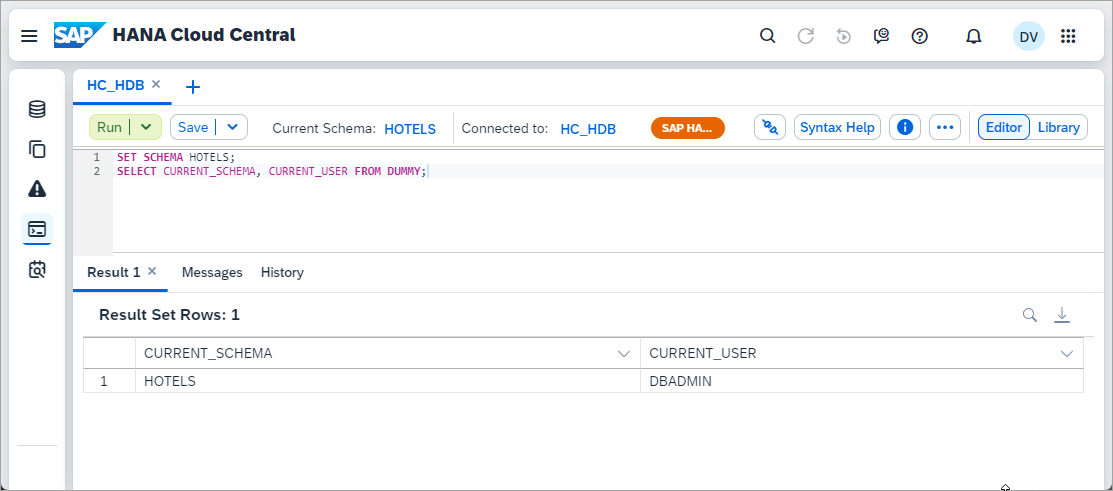 SAP HANA Cloud Central DV
HC_HDB
Run Save Current Schema: HOTELS Connected to: HC_HDB SAP HA... Syntax Help Editor Library
1 SET SCHEMA HOTELS;
2 SELECT CURRENT_SCHEMA, CURRENT_USER FROM DUMMY;
Result 1 Messages History
Result Set Rows: 1
CURRENT_SCHEMA CURRENT_USER
1 HOTELS DBADMIN